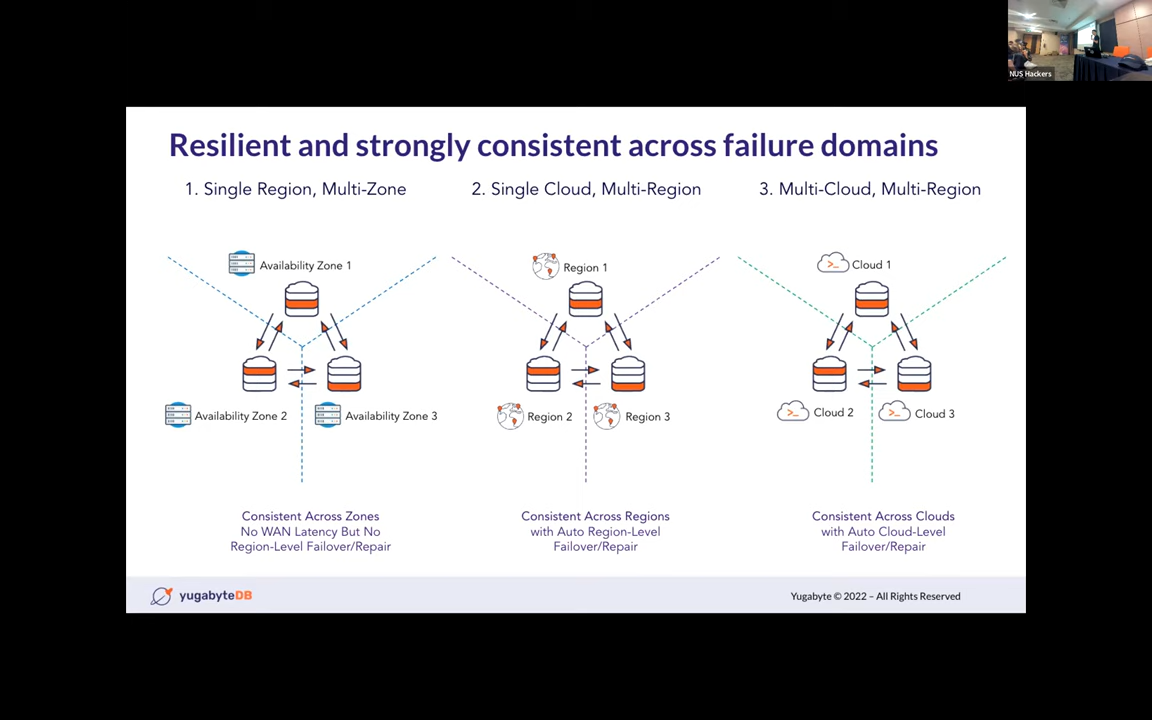 NUS Hackers
Resilient and strongly consistent across failure domains
1. Single Region, Multi-Zone
2. Single Cloud, Multi-Region
3. Multi-Cloud, Multi-Region
Availability Zone 1
Availability Zone 2
Availability Zone 3
Region 1
Region 2
Region 3
Cloud 1
Cloud 2
Cloud 3
Consistent Across Zones
No WAN Latency But No
Region-Level Failover/Repair
Consistent Across Regions
with Auto Region-Level
Failover/Repair
Consistent Across Clouds
with Auto Cloud-Level
Failover/Repair
yugabyteDB
Yugabyte © 2022 – All Rights Reserved